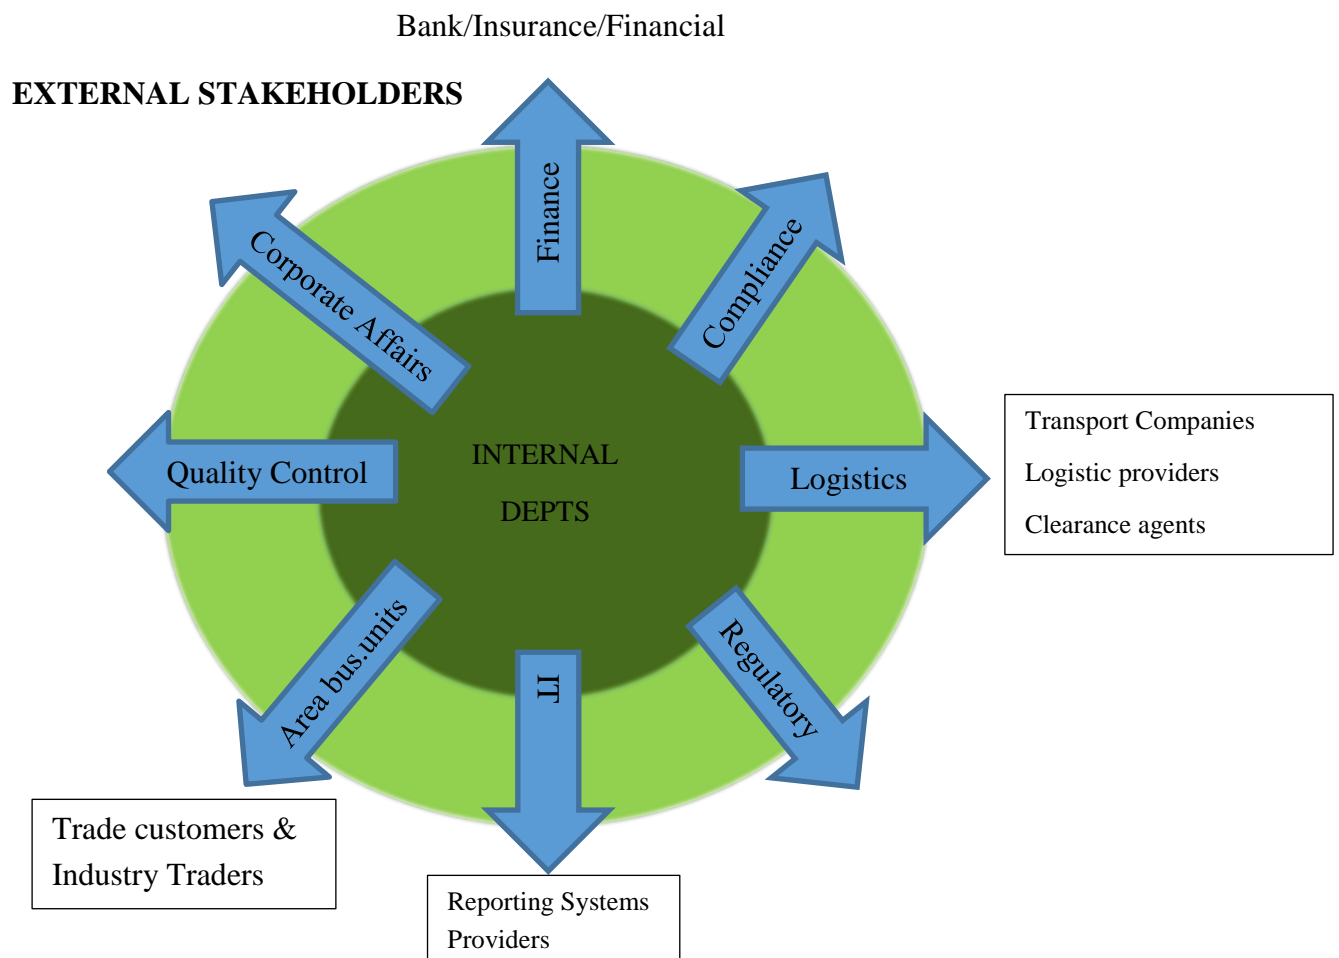 Bank/Insurance/Financial
EXTERNAL STAKEHOLDERS
Finance
Compliance
Corporate Affairs
Transport Companies
Logistic providers
Clearance agents
INTERNAL
DEPTS
Quality Control
Logistics
Area bus.units
IT
Regulatory
Trade customers &
Industry Traders
Reporting Systems
Providers